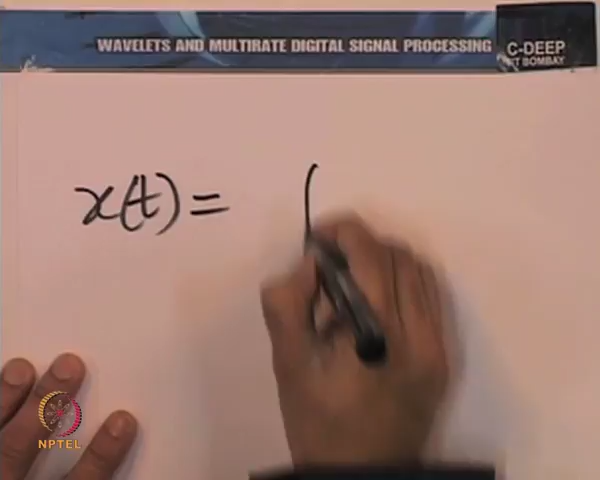 WAVELETS AND MULTIRATE DIGITAL SIGNAL PROCESSING
C-DEEP
IIT BOMBAY
x(t) = (
NPTEL